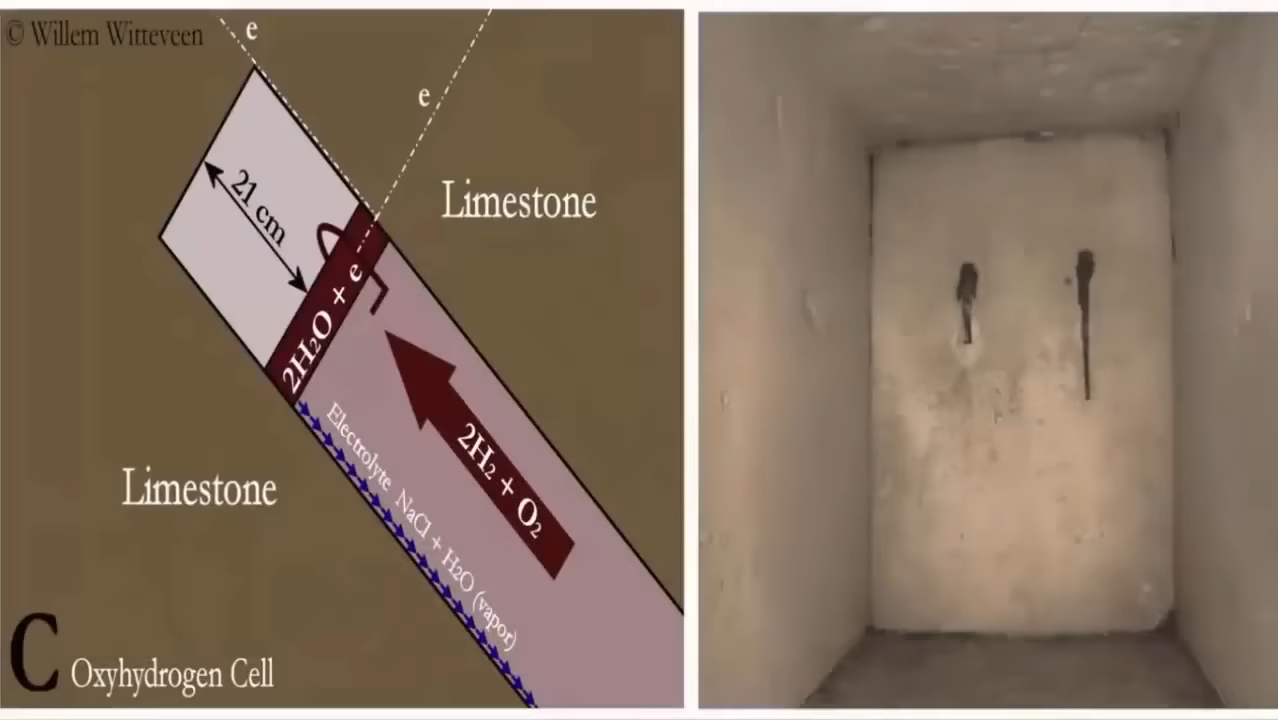 © Willem Witteveen
e
e
Limestone
21 cm
2H₂O + e
2H₂ + O₂
Electrolyte NaCl + H₂O (vapor)
Limestone
C Oxyhydrogen Cell